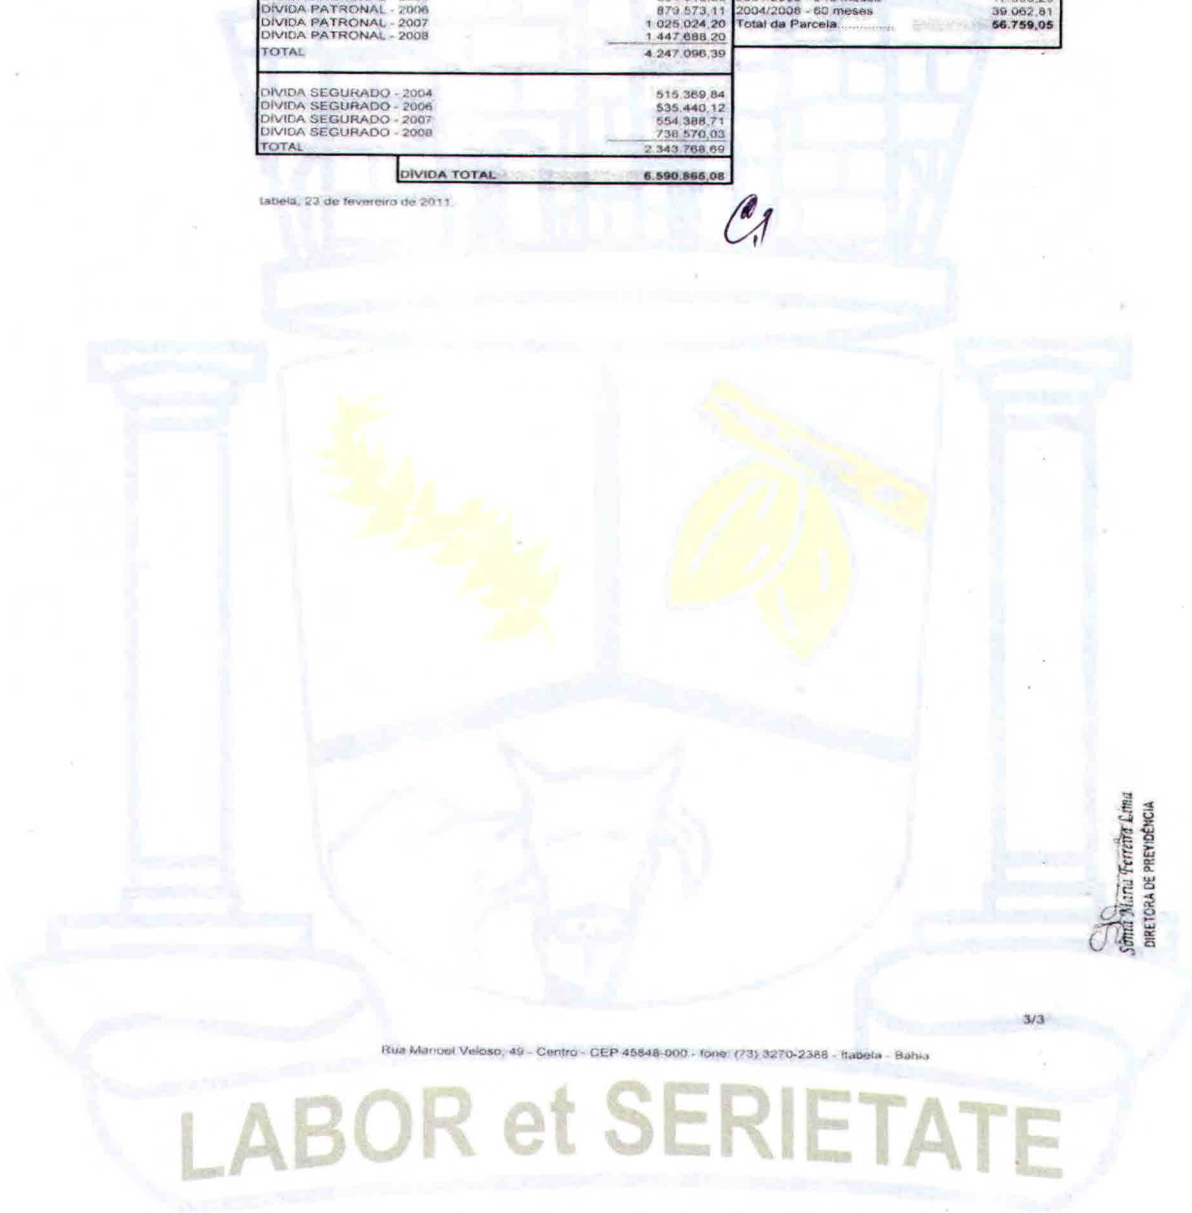 DÍVIDA PATRONAL - 2006 879.573,11 2004/2008 - 60 meses 39.062,81
DÍVIDA PATRONAL - 2007 1.025.024,20 Total da Parcela.............. 56.759,05
DÍVIDA PATRONAL - 2008 1.447.688,20
TOTAL 4.247.096,39
DÍVIDA SEGURADO - 2004 515.369,84
DÍVIDA SEGURADO - 2006 535.440,12
DÍVIDA SEGURADO - 2007 554.388,71
DÍVIDA SEGURADO - 2008 738.570,03
TOTAL 2.343.768,69
DÍVIDA TOTAL 6.590.865,08
tabela, 23 de fevereiro de 2011.
Sônia Maria Ferreira Lima
DIRETORA DE PREVIDÊNCIA
3/3
Rua Manoel Veloso, 49 - Centro - CEP 45848-000 - fone: (73) 3270-2388 - Itabela - Bahia
LABOR et SERIETATE